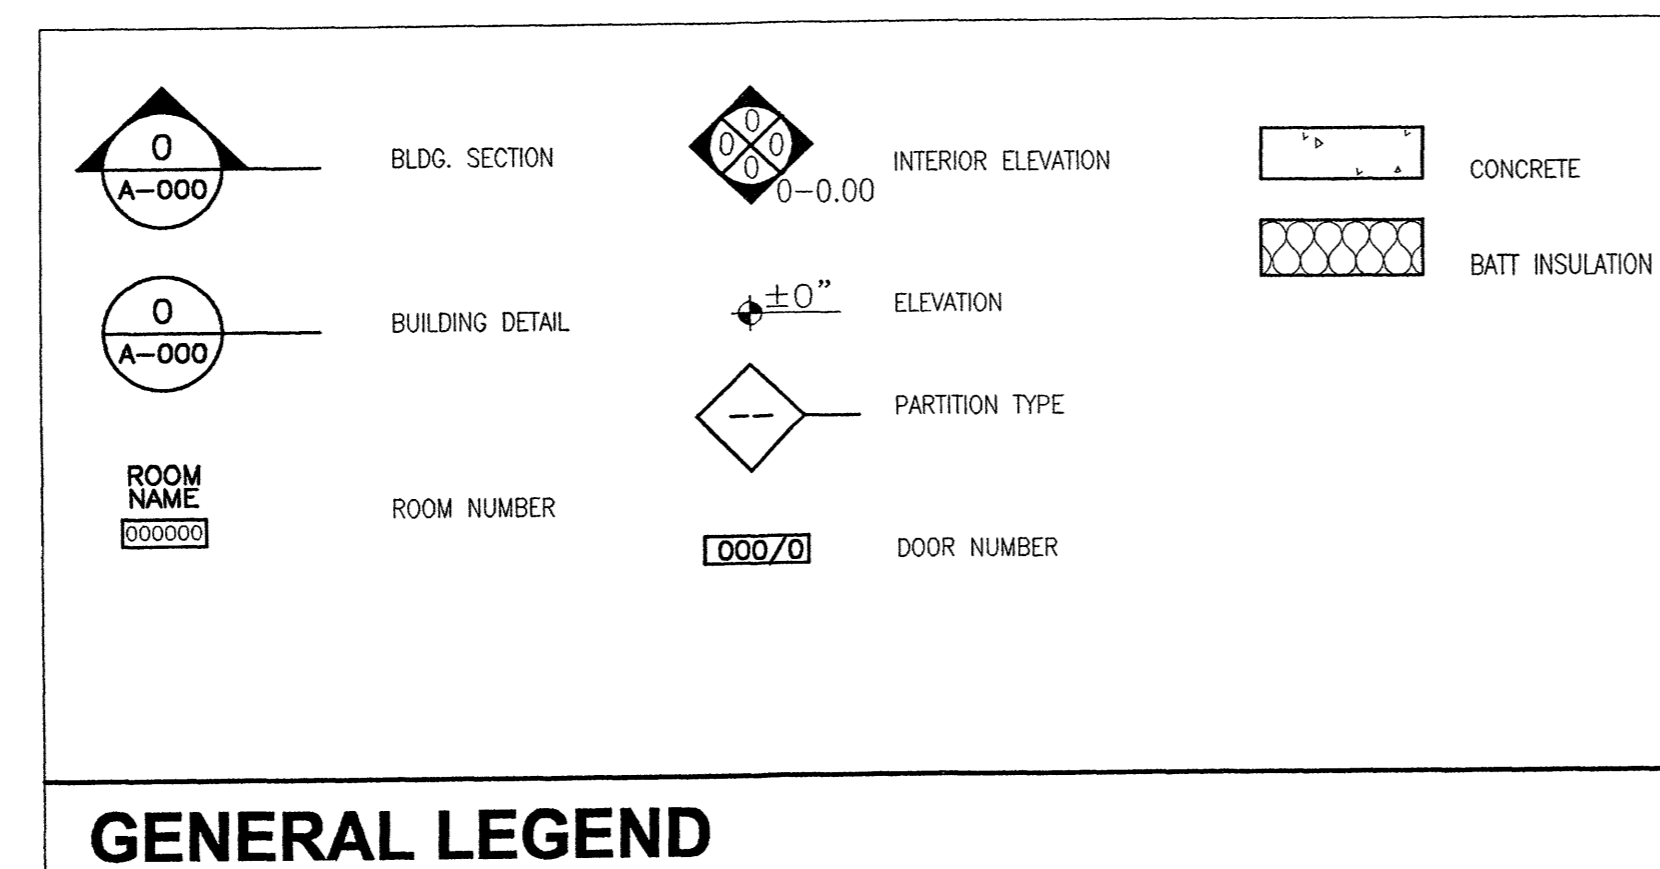 0
A-000
BLDG. SECTION
0
A-000
BUILDING DETAIL
ROOM
NAME
000000
ROOM NUMBER
0
0 0
0
0-0.00
INTERIOR ELEVATION
±0"
ELEVATION
--
PARTITION TYPE
000/0
DOOR NUMBER
CONCRETE
BATT INSULATION
GENERAL LEGEND